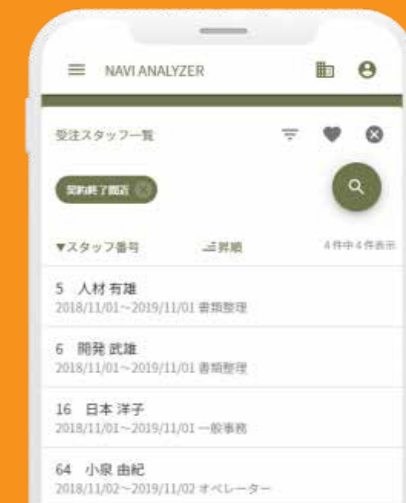 NAVI ANALYZER
受注スタッフ一覧
契約終了間近
▼スタッフ番号 昇順 4件中4件表示
5 人材 有雄
2018/11/01～2019/11/01 書類整理
6 開発 武雄
2018/11/01～2019/11/01 書類整理
16 日本 洋子
2018/11/01～2019/11/01 一般事務
64 小泉 由紀
2018/11/02～2019/11/02 オペレーター